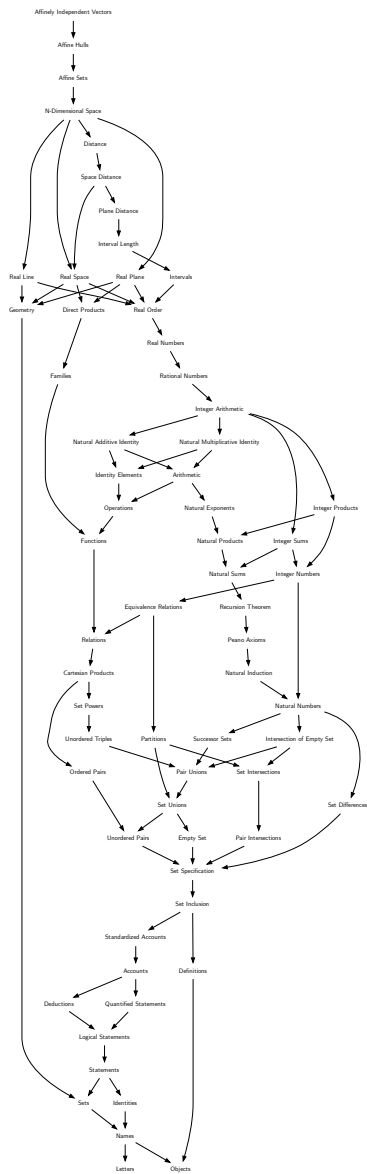 Affinely Independent Vectors
Affine Hulls
Affine Sets
N-Dimensional Space
Distance
Space Distance
Plane Distance
Interval Length
Real Line Real Space Real Plane Intervals
Geometry Direct Products Real Order
Real Numbers
Families Rational Numbers
Integer Arithmetic
Natural Additive Identity Natural Multiplicative Identity
Identity Elements Arithmetic
Operations Natural Exponents Integer Products
Functions Natural Products Integer Sums
Natural Sums Integer Numbers
Equivalence Relations Recursion Theorem
Relations Peano Axioms
Cartesian Products Natural Induction
Set Powers Natural Numbers
Unordered Triples Partitions Successor Sets Intersection of Empty Set
Ordered Pairs Pair Unions Set Intersections
Set Unions Set Differences
Unordered Pairs Empty Set Pair Intersections
Set Specification
Set Inclusion
Standardized Accounts
Accounts Definitions
Deductions Quantified Statements
Logical Statements
Statements
Sets Identities
Names
Letters Objects